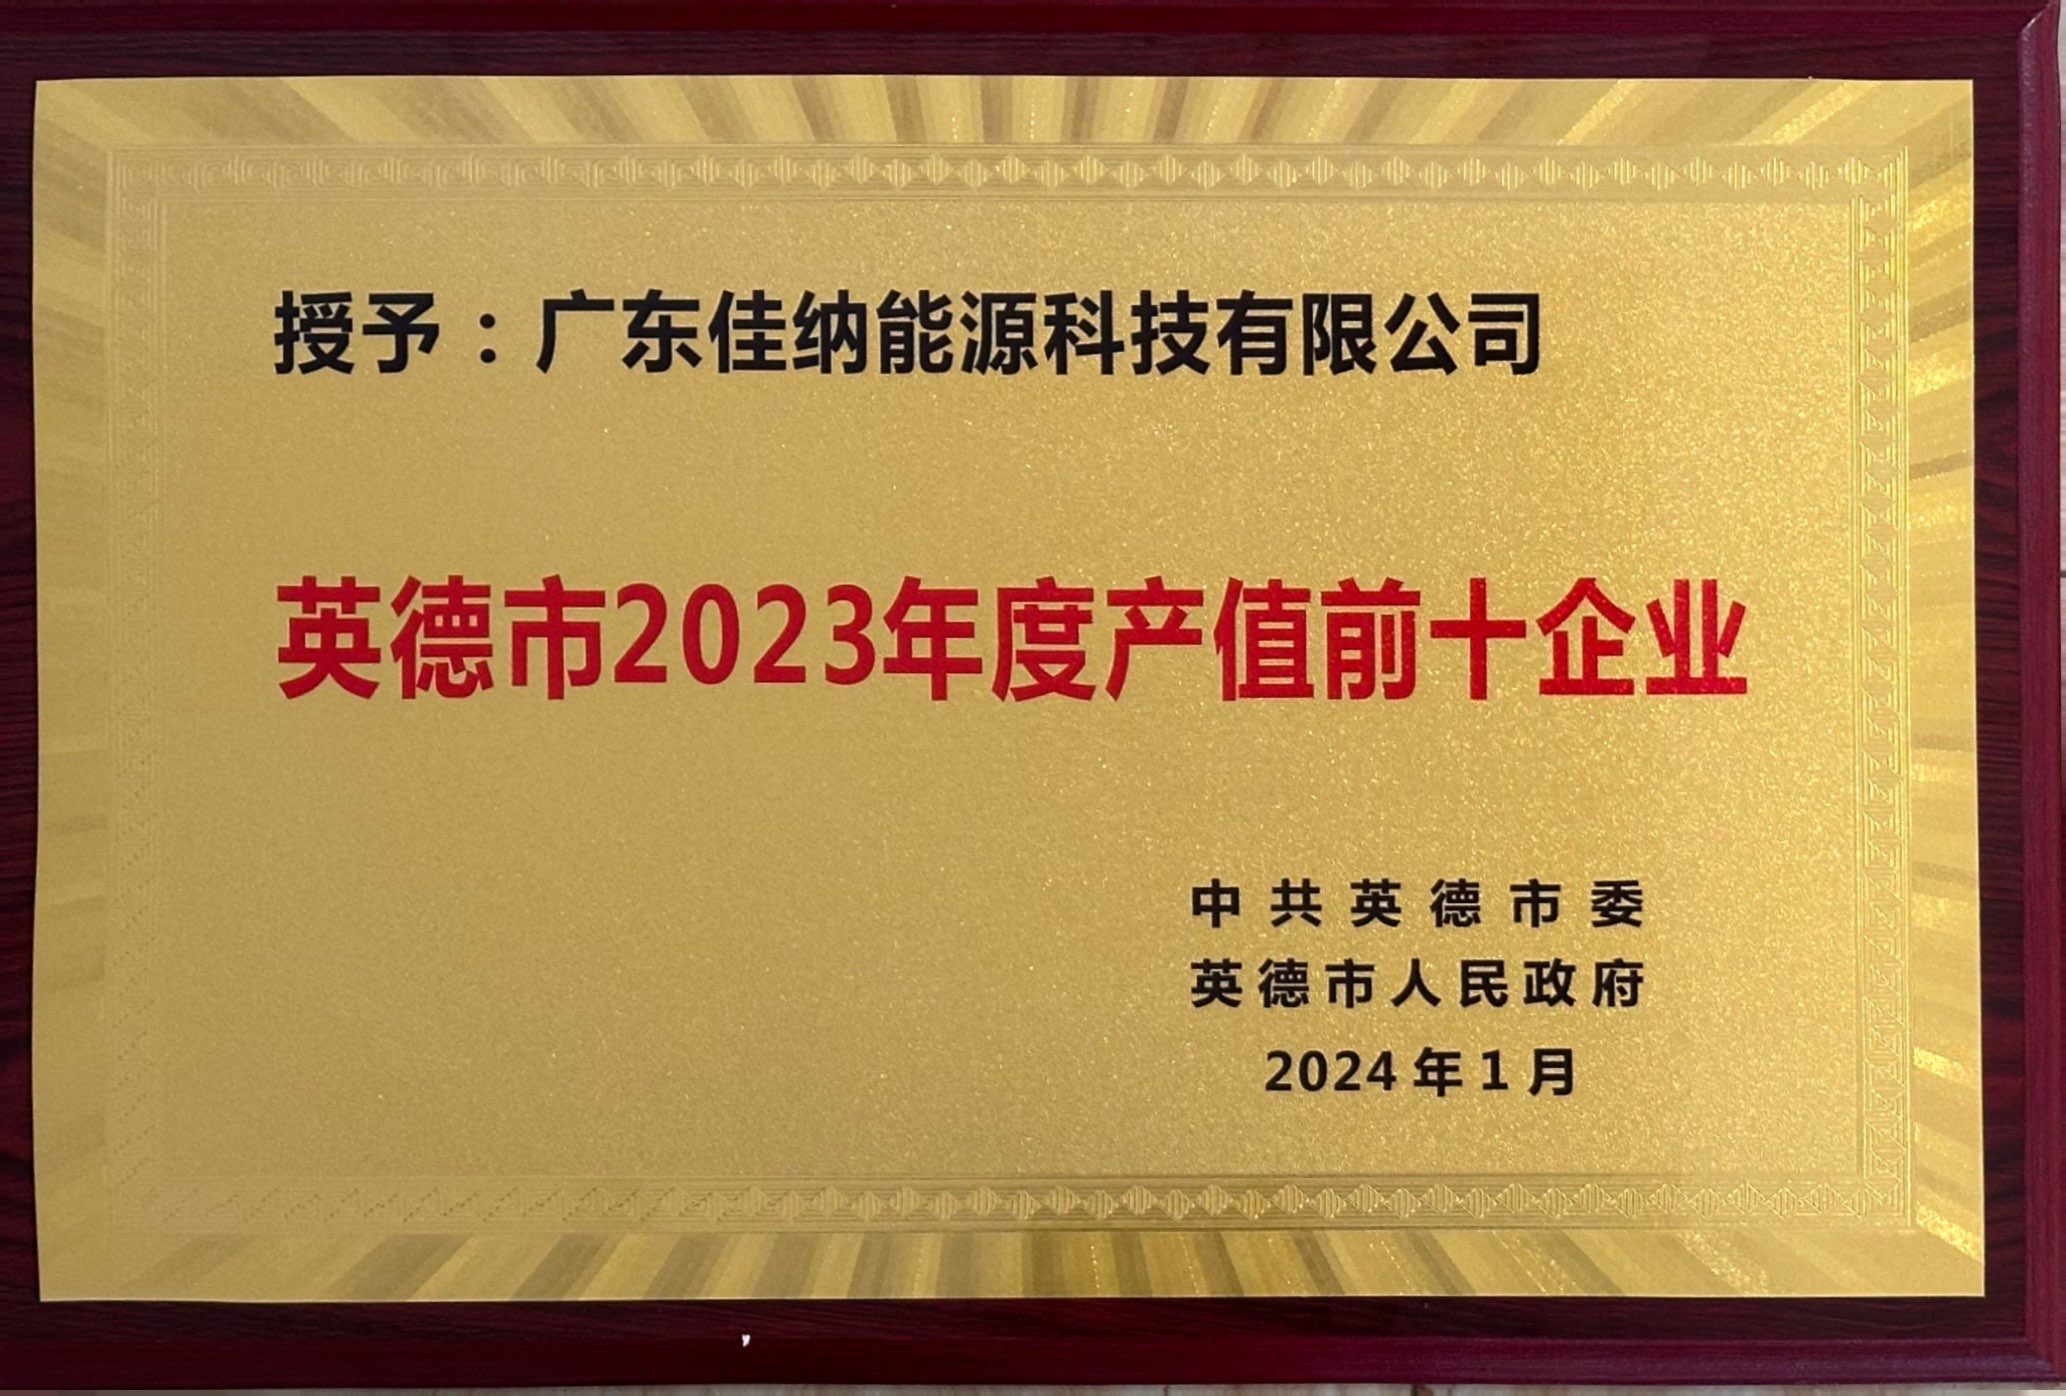 授予：广东佳纳能源科技有限公司
英德市2023年度产值前十企业
中共英德市委
英德市人民政府
2024年1月